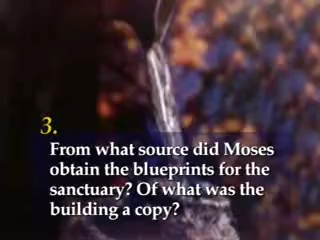 3.
From what source did Moses
obtain the blueprints for the
sanctuary? Of what was the
building a copy?